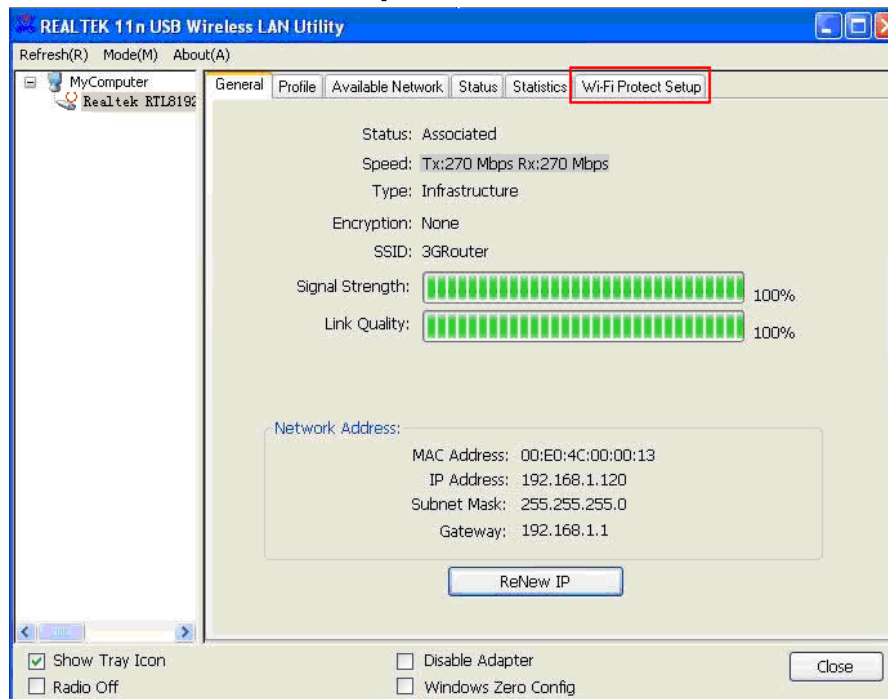 REALTEK 11n USB Wireless LAN Utility
Refresh(R) Mode(M) About(A)
MyComputer
Realtek RTL8192
General Profile Available Network Status Statistics Wi-Fi Protect Setup
Status: Associated
Speed: Tx:270 Mbps Rx:270 Mbps
Type: Infrastructure
Encryption: None
SSID: 3GRouter
Signal Strength: 100%
Link Quality: 100%
Network Address:
MAC Address: 00:E0:4C:00:00:13
IP Address: 192.168.1.120
Subnet Mask: 255.255.255.0
Gateway: 192.168.1.1
ReNew IP
Show Tray Icon
Radio Off
Disable Adapter
Windows Zero Config
Close